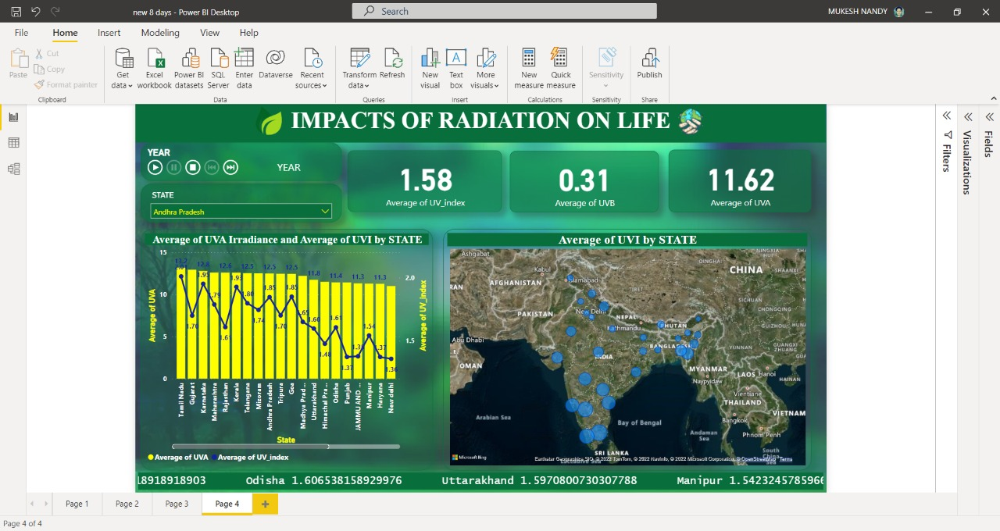 new 8 days - Power BI Desktop
Search
MUKESH NANDY
File Home Insert Modeling View Help
Paste
Cut
Copy
Format painter
Get data
Excel workbook
Power BI datasets
SQL Server
Enter data
Dataverse
Recent sources
Transform data
Refresh
New visual
Text box
More visuals
New measure
Quick measure
Sensitivity
Publish
Clipboard
Data
Queries
Insert
Calculations
Sensitivity
Share
IMPACTS OF RADIATION ON LIFE
YEAR
YEAR
STATE
Andhra Pradesh
1.58
Average of UV_index
0.31
Average of UVB
11.62
Average of UVA
Filters
Visualizations
Fields
Average of UVA Irradiance and Average of UVI by STATE
Average of UVA
15
10
5
0
13.2 12.8 12.6 12.5 12.5 12.5 11.8 11.4 11.3 11.3
2.01 1.70 1.95 1.79 1.61 1.93 1.80 1.74 1.85 1.70 1.85 1.65 1.60 1.48 1.61 1.37 1.54 1.37 1.36
2.0
1.5
Average of UV_index
Tamil Nadu
Gujarat
Karnataka
Maharashtra
Rajasthan
Kerala
Telangana
Mizoram
Andhra Pradesh
Tripura
Goa
Madhya Prad...
Uttarakhand
Himachal Pra...
Odisha
Punjab
JAMMU AND ...
Manipur
Haryana
New delhi
State
Average of UVA Average of UV_index
Average of UVI by STATE
Ashgabat
Kabul
Islamabad
AFGHANISTAN
PAKISTAN
New Delhi
NEPAL
Kathmandu
BHUTAN
BANGLADESH
INDIA
TIBET
QINGHAI
NINGXIA
HUI
CHINA
SHAANXI
SICHUAN
CHONGQING
GUIZHOU
YUNNAN
GUANGXI
ZHUANG
Abu Dhabi
OMAN
MYANMAR
Naypyidaw
LAOS
Hanoi
HAINAN
Vientiane
THAILAND
VIETNAM
Bangkok
Phnom Penh
Arabian Sea
Bay of Bengal
Andaman Sea
SRI LANKA
Laccadive Sea
South China Sea
Microsoft Bing
Earthstar Geographics SIO, © 2022 TomTom, © 2022 NavInfo, © 2022 Microsoft Corporation, © OpenStreetMap Terms
18918918903 Odisha 1.606538158929976 Uttarakhand 1.5970800730307788 Manipur 1.542324578596
Page 1 Page 2 Page 3 Page 4 +
Page 4 of 4